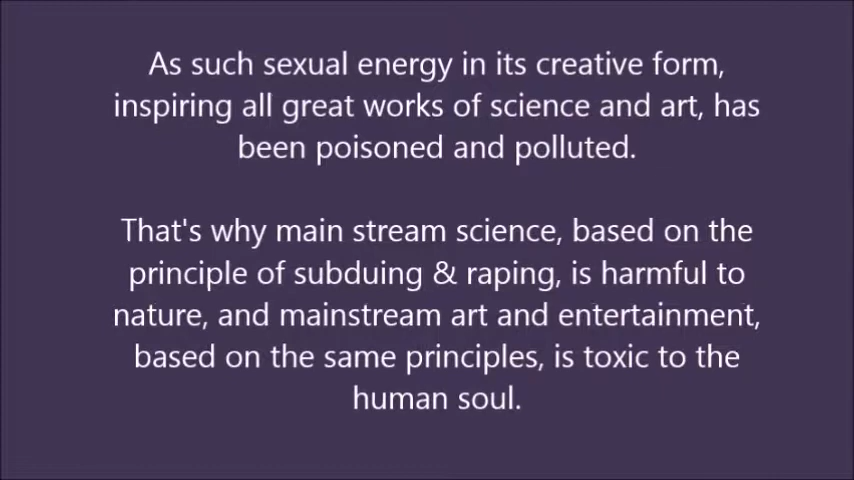 As such sexual energy in its creative form,
inspiring all great works of science and art, has
been poisoned and polluted.
That's why main stream science, based on the
principle of subduing & raping, is harmful to
nature, and mainstream art and entertainment,
based on the same principles, is toxic to the
human soul.